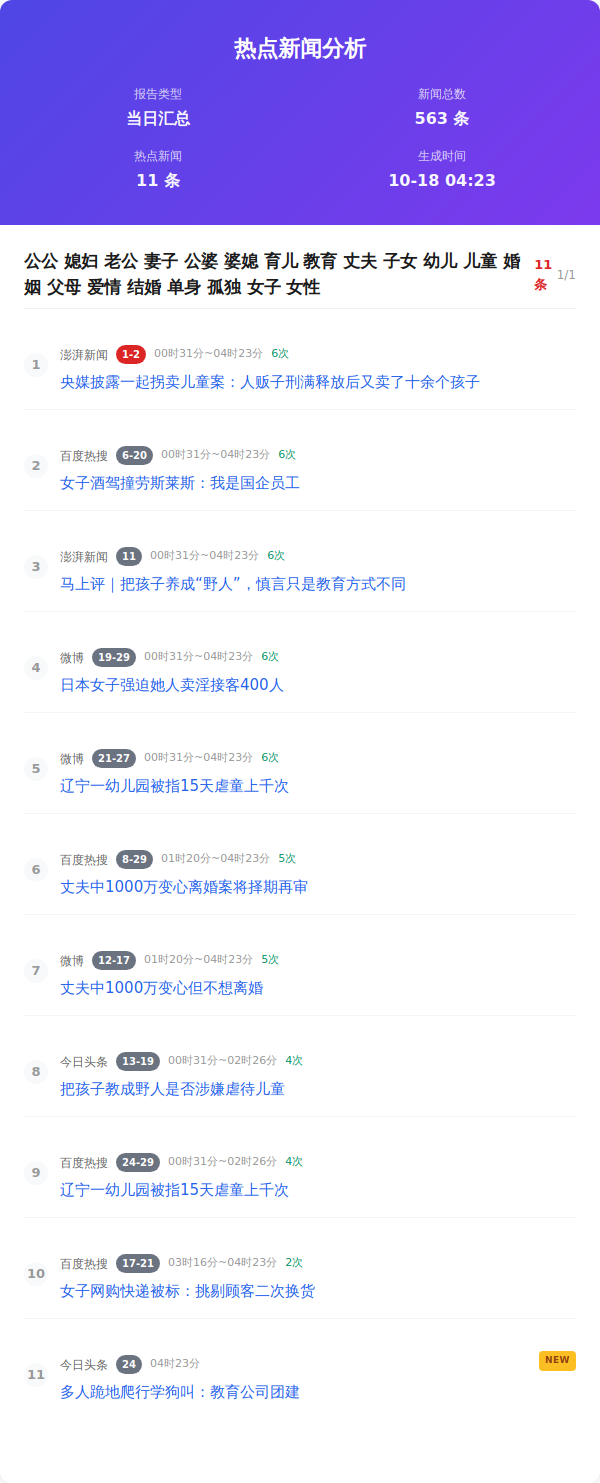 热点新闻分析
报告类型
当日汇总
新闻总数
563 条
热点新闻
11 条
生成时间
10-18 04:23
公公 媳妇 老公 妻子 公婆 婆媳 育儿 教育 丈夫 子女 幼儿 儿童 婚
姻 父母 爱情 结婚 单身 孤独 女子 女性
11
条
1/1
1
澎湃新闻 1-2 00时31分~04时23分 6次
央媒披露一起拐卖儿童案：人贩子刑满释放后又卖了十余个孩子
2
百度热搜 6-20 00时31分~04时23分 6次
女子酒驾撞劳斯莱斯：我是国企员工
3
澎湃新闻 11 00时31分~04时23分 6次
马上评｜把孩子养成“野人”，慎言只是教育方式不同
4
微博 19-29 00时31分~04时23分 6次
日本女子强迫她人卖淫接客400人
5
微博 21-27 00时31分~04时23分 6次
辽宁一幼儿园被指15天虐童上千次
6
百度热搜 8-29 01时20分~04时23分 5次
丈夫中1000万变心离婚案将择期再审
7
微博 12-17 01时20分~04时23分 5次
丈夫中1000万变心但不想离婚
8
今日头条 13-19 00时31分~02时26分 4次
把孩子教成野人是否涉嫌虐待儿童
9
百度热搜 24-29 00时31分~02时26分 4次
辽宁一幼儿园被指15天虐童上千次
10
百度热搜 17-21 03时16分~04时23分 2次
女子网购快递被标：挑剔顾客二次换货
11
今日头条 24 04时23分
NEW
多人跪地爬行学狗叫：教育公司团建